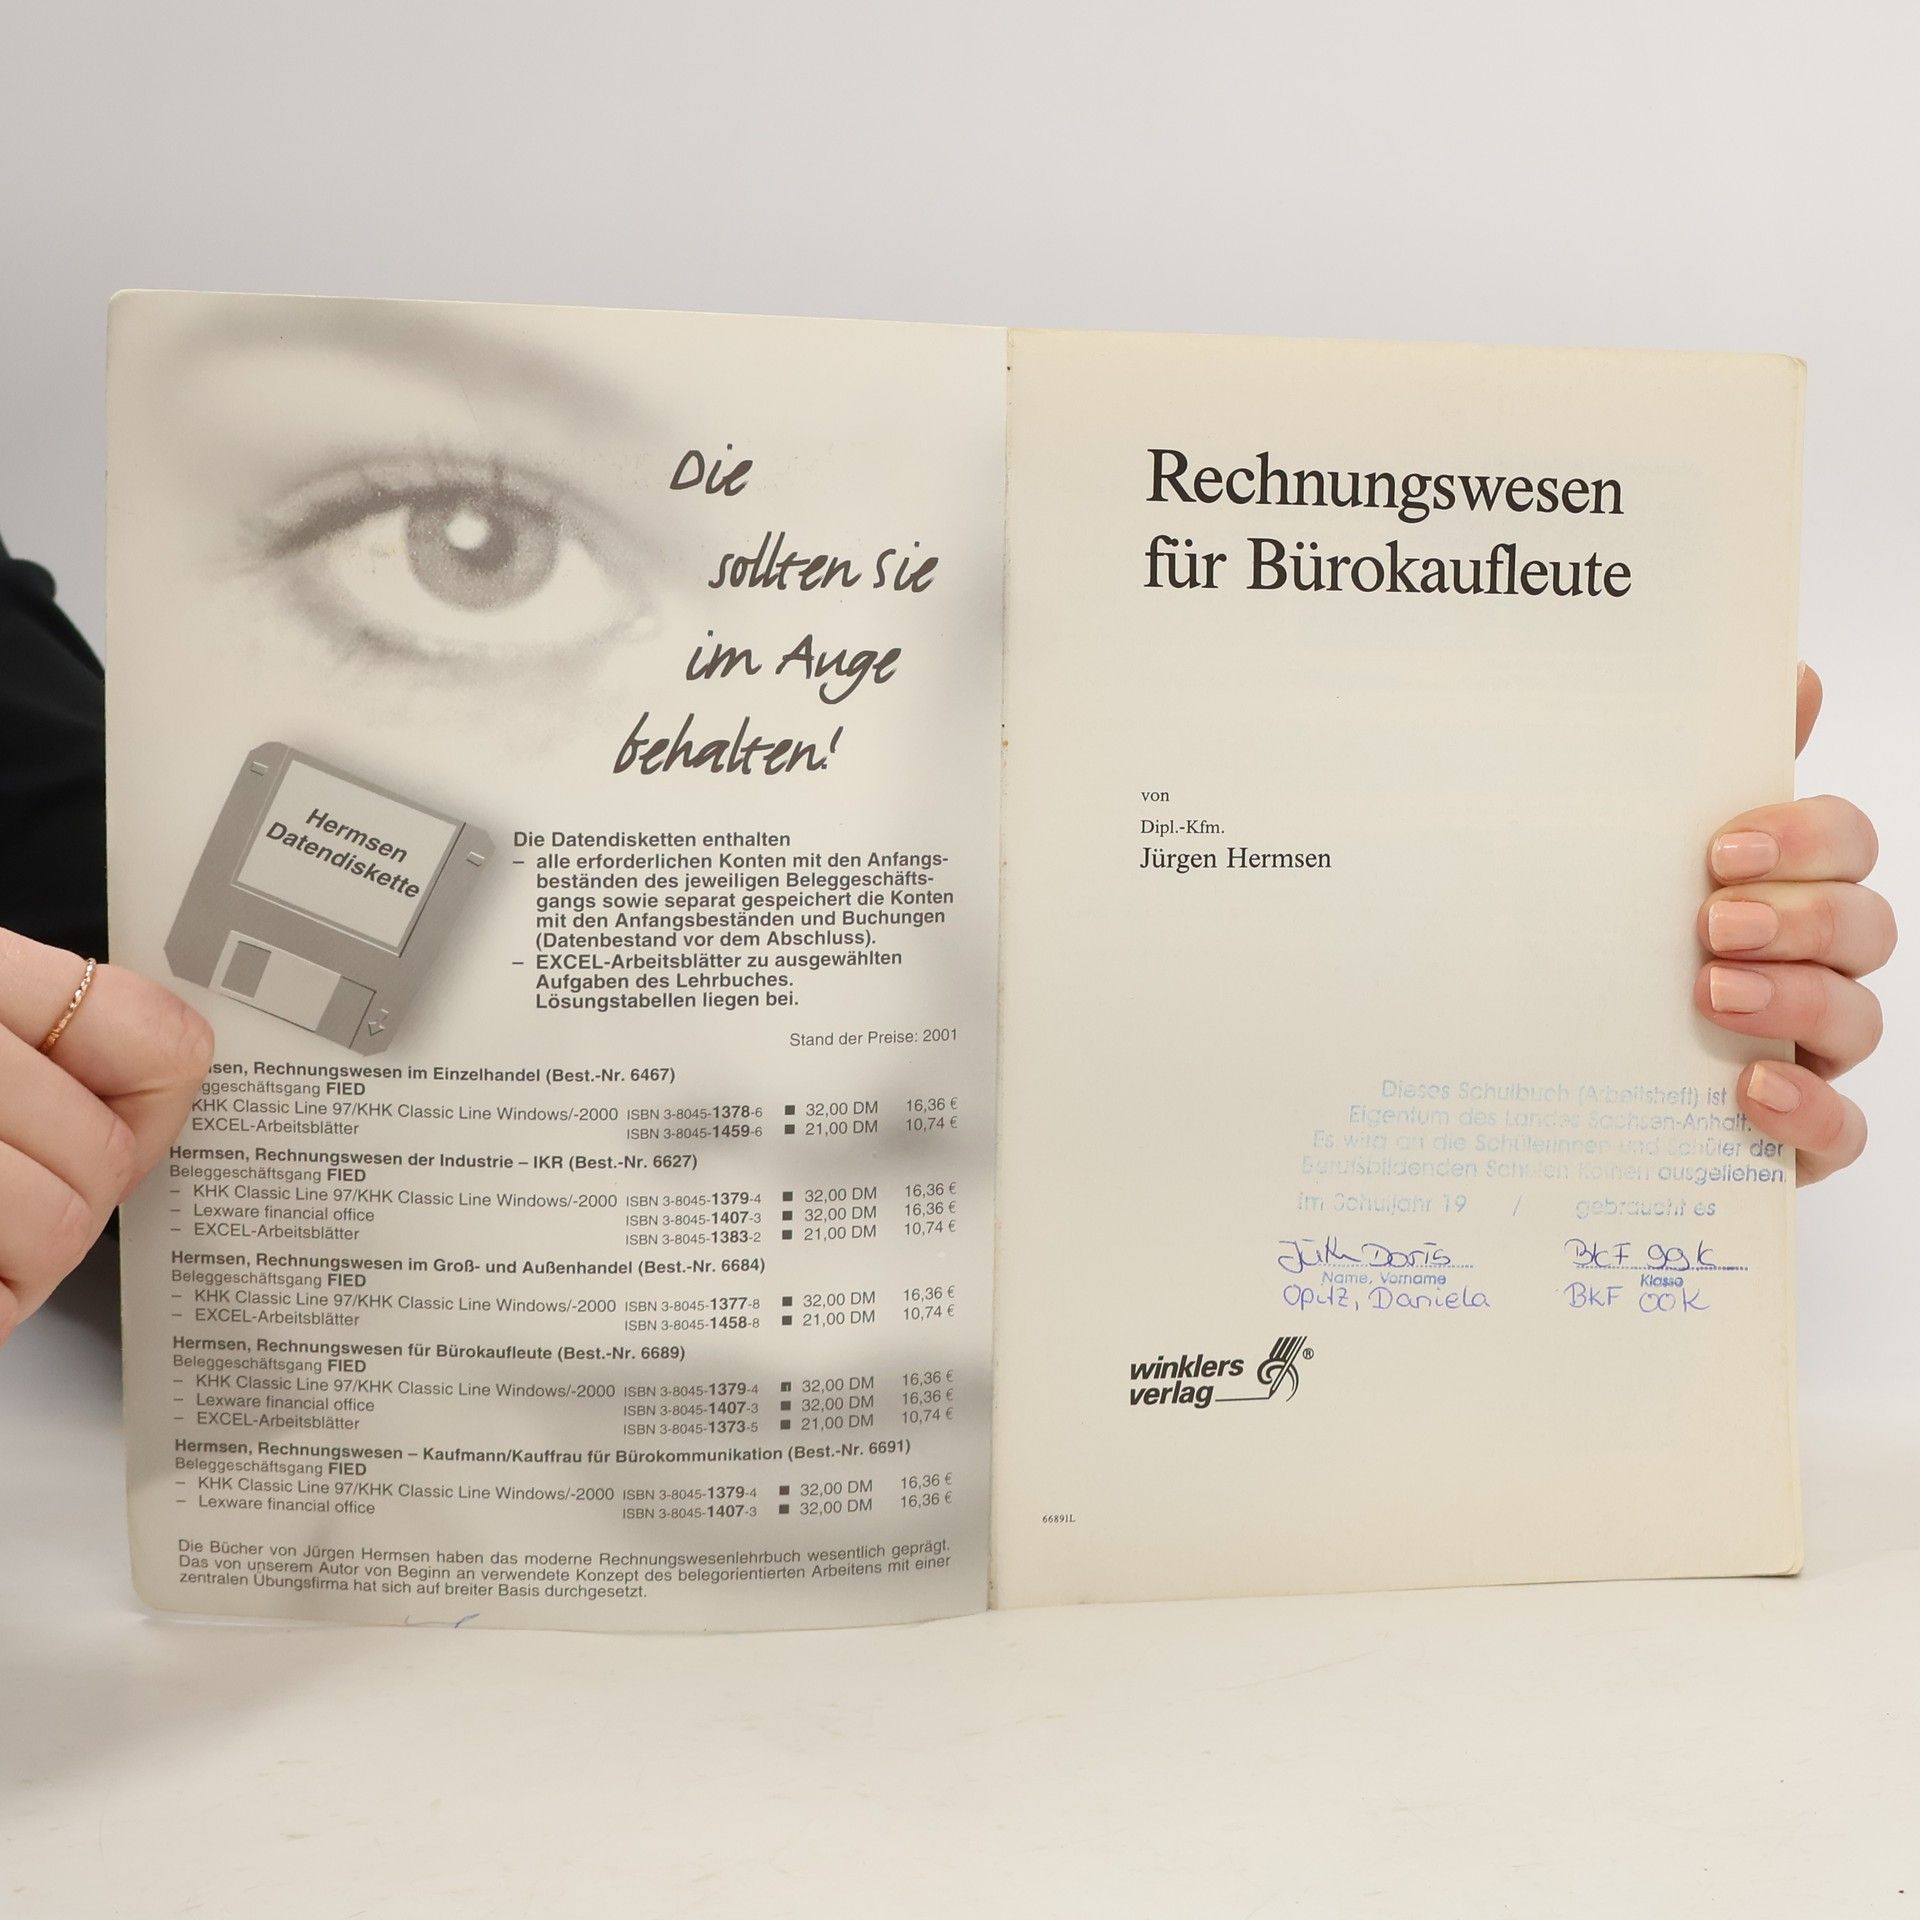 Die
sollten Sie
im Auge
behalten!
Hermsen
Datendiskette
Die Datendisketten enthalten
– alle erforderlichen Konten mit den Anfangs-
beständen des jeweiligen Beleggeschäfts-
gangs sowie separat gespeichert die Konten
mit den Anfangsbeständen und Buchungen
(Datenbestand vor dem Abschluss).
– EXCEL-Arbeitsblätter zu ausgewählten
Aufgaben des Lehrbuches.
Lösungstabellen liegen bei.
Stand der Preise: 2001
Rechnungswesen im Einzelhandel (Best.-Nr. 6467)
FIED
KHK Classic Line 97/KHK Classic Line Windows/-2000 ISBN 3-8045-1378-6 ■ 32,00 DM 16,36 €
EXCEL-Arbeitsblätter ISBN 3-8045-1459-6 ■ 21,00 DM 10,74 €
Hermsen, Rechnungswesen der Industrie – IKR (Best.-Nr. 6627)
Beleggeschäftsgang FIED
– KHK Classic Line 97/KHK Classic Line Windows/-2000 ISBN 3-8045-1379-4 ■ 32,00 DM 16,36 €
– Lexware financial office ISBN 3-8045-1407-3 ■ 32,00 DM 16,36 €
– EXCEL-Arbeitsblätter ISBN 3-8045-1383-2 ■ 21,00 DM 10,74 €
Hermsen, Rechnungswesen im Groß- und Außenhandel (Best.-Nr. 6684)
Beleggeschäftsgang FIED
– KHK Classic Line 97/KHK Classic Line Windows/-2000 ISBN 3-8045-1377-8 ■ 32,00 DM 16,36 €
– EXCEL-Arbeitsblätter ISBN 3-8045-1458-8 ■ 21,00 DM 10,74 €
Hermsen, Rechnungswesen für Bürokaufleute (Best.-Nr. 6689)
Beleggeschäftsgang FIED
– KHK Classic Line 97/KHK Classic Line Windows/-2000 ISBN 3-8045-1379-4 ■ 32,00 DM 16,36 €
– Lexware financial office ISBN 3-8045-1407-3 ■ 32,00 DM 16,36 €
– EXCEL-Arbeitsblätter ISBN 3-8045-1373-5 ■ 21,00 DM 10,74 €
Hermsen, Rechnungswesen – Kaufmann/Kauffrau für Bürokommunikation (Best.-Nr. 6691)
Beleggeschäftsgang FIED
– KHK Classic Line 97/KHK Classic Line Windows/-2000 ISBN 3-8045-1379-4 ■ 32,00 DM 16,36 €
– Lexware financial office ISBN 3-8045-1407-3 ■ 32,00 DM 16,36 €
Die Bücher von Jürgen Hermsen haben das moderne Rechnungswesenlehrbuch wesentlich geprägt.
Das von unserem Autor von Beginn an verwendete Konzept des belegorientierten Arbeitens mit einer
zentralen Übungsfirma hat sich auf breiter Basis durchgesetzt.
Rechnungswesen
für Bürokaufleute
von
Dipl.-Kfm.
Jürgen Hermsen
Dieses Schulbuch (Arbeitsheft) ist
Eigentum des Landes Sachsen-Anhalt.
Es wird an die Schülerinnen und Schüler der
Berufsbildenden Schulen Köthen ausgeliehen.
im Schuljahr 19 / gebraucht es
Doris BkF 99K
Name, Vorname Klasse
Opitz, Daniela BkF 00K
winklers
verlag ®
66891L